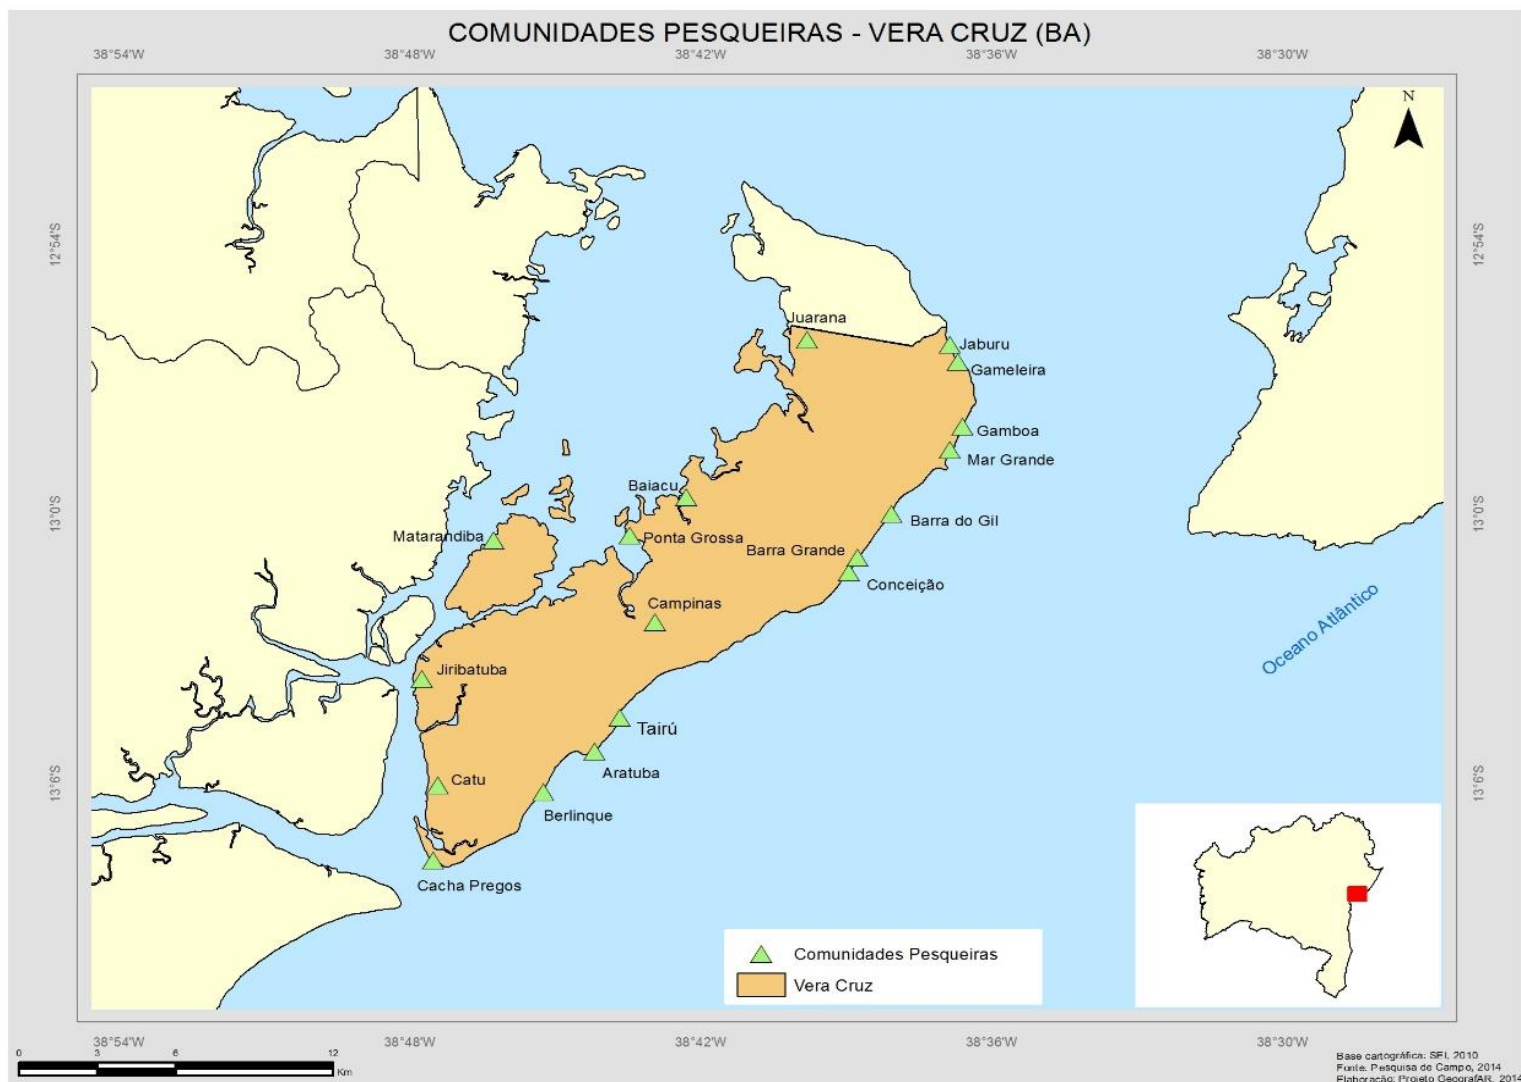 COMUNIDADES PESQUEIRAS - VERA CRUZ (BA)
38°54'W 38°48'W 38°42'W 38°36'W 38°30'W
N
12°54'S 12°54'S
Juarana
Jaburu
Gameleira
Gamboa
Mar Grande
Baiacu
13°0'S 13°0'S
Barra do Gil
Matarandiba
Ponta Grossa
Barra Grande
Conceição
Campinas
Oceano Atlântico
Jiribatuba
Tairú
Aratuba
Catu
13°6'S 13°6'S
Berlinque
Cacha Pregos
Comunidades Pesqueiras
Vera Cruz
38°54'W 38°48'W 38°42'W 38°36'W 38°30'W
0 3 6 12
Km
Base cartográfica: SEI, 2010
Fonte: Pesquisa de Campo, 2014
Elaboração: Projeto GeografAR, 2014